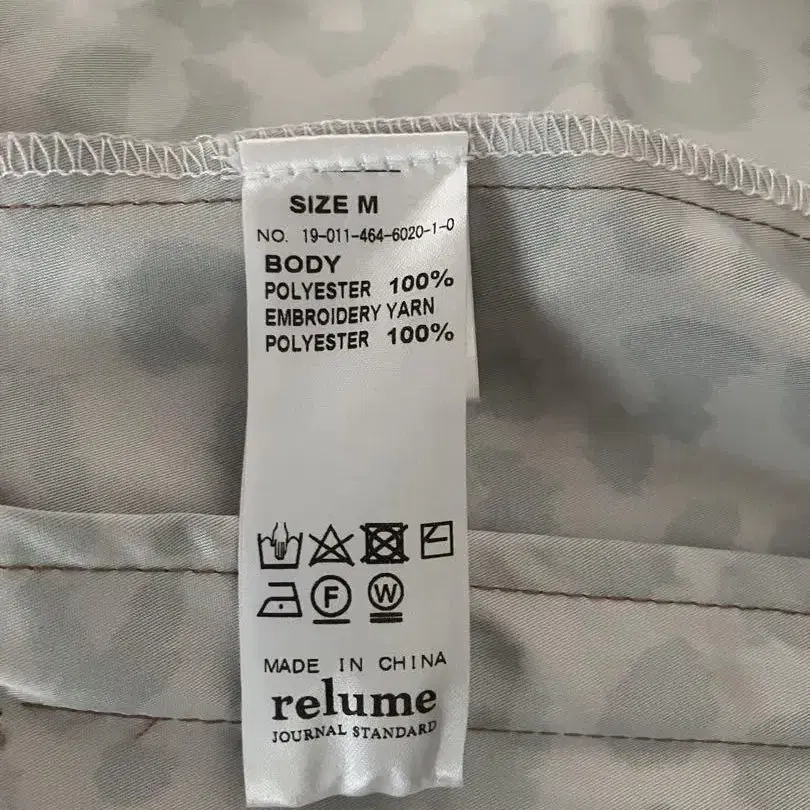 SIZE M
NO. 19-011-464-6020-1-0
BODY
POLYESTER 100%
EMBROIDERY YARN
POLYESTER 100%
F W
MADE IN CHINA
relume
JOURNAL STANDARD